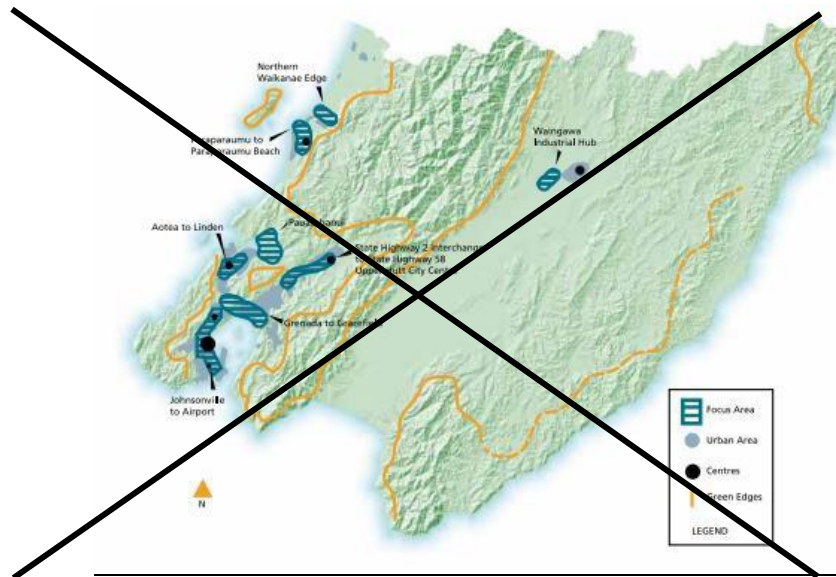 Northern
Waikanae Edge
Paraparaumu to
Paraparaumu Beach
Waingawa
Industrial Hub
Aotea to Linden
Pauatahanui
State Highway 2 Interchange
to State Highway 58
Upper Hutt City Centre
Grenada to Gracefield
Johnsonville
to Airport
N
Focus Area
Urban Area
Centres
Green Edges
LEGEND